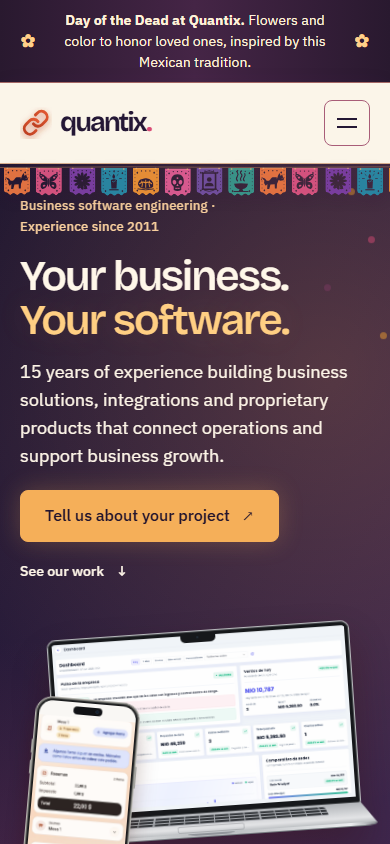 Day of the Dead at Quantix. Flowers and
color to honor loved ones, inspired by this
Mexican tradition.
quantix.
Business software engineering ·
Experience since 2011
Your business.
Your software.
15 years of experience building business
solutions, integrations and proprietary
products that connect operations and
support business growth.
Tell us about your project ↗
See our work ↓
Dashboard
Dashboard